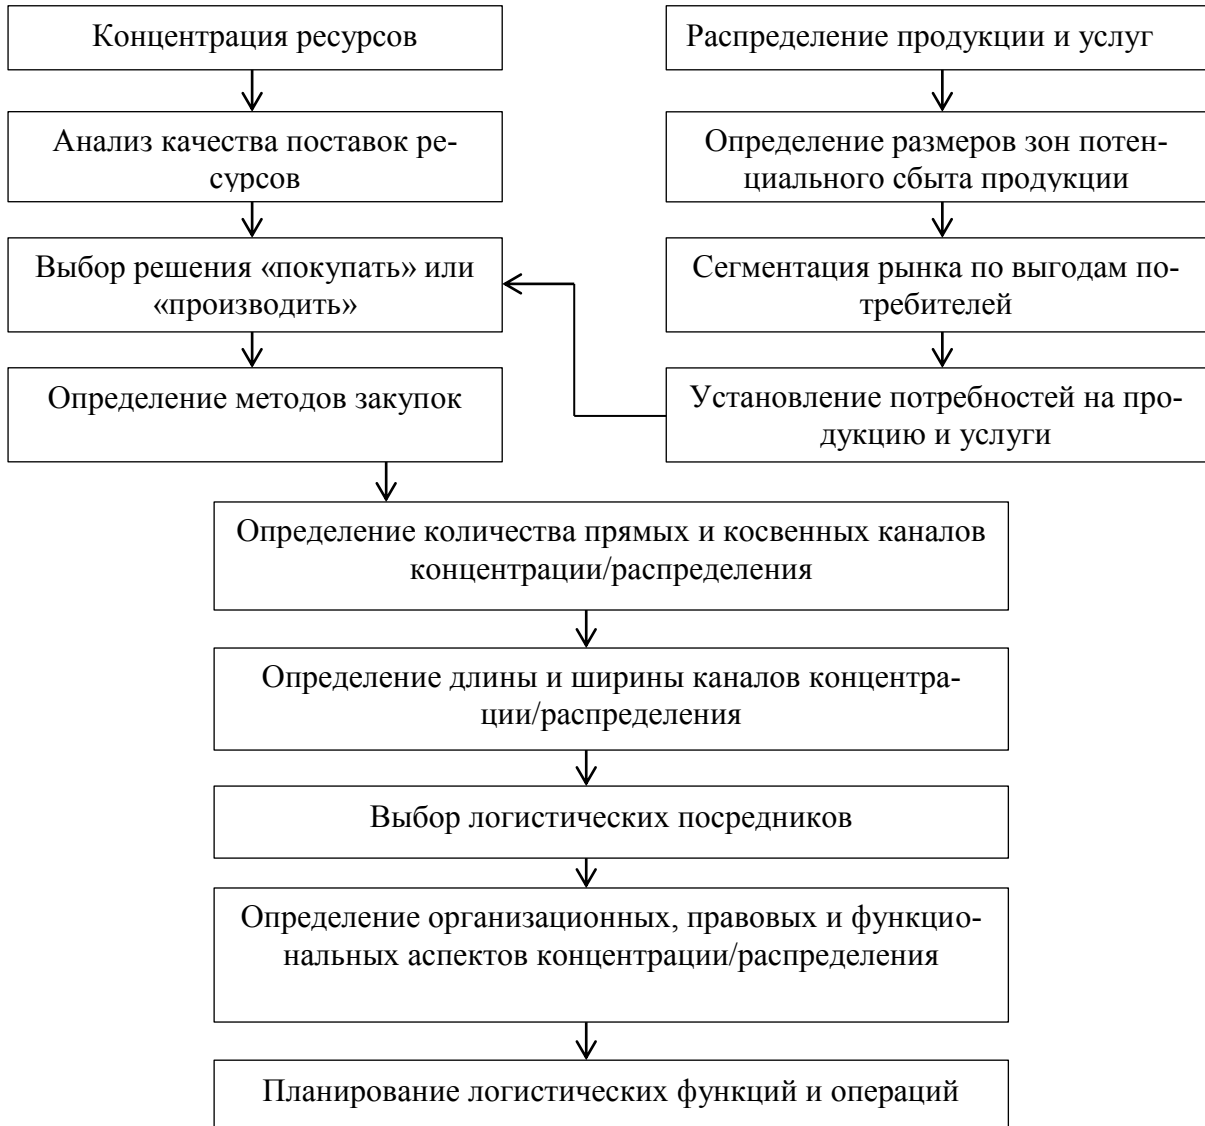 Концентрация ресурсов
Распределение продукции и услуг
Анализ качества поставок ре-
сурсов
Определение размеров зон потен-
циального сбыта продукции
Выбор решения «покупать» или
«производить»
Сегментация рынка по выгодам по-
требителей
Определение методов закупок
Установление потребностей на про-
дукцию и услуги
Определение количества прямых и косвенных каналов
концентрации/распределения
Определение длины и ширины каналов концентра-
ции/распределения
Выбор логистических посредников
Определение организационных, правовых и функцио-
нальных аспектов концентрации/распределения
Планирование логистических функций и операций